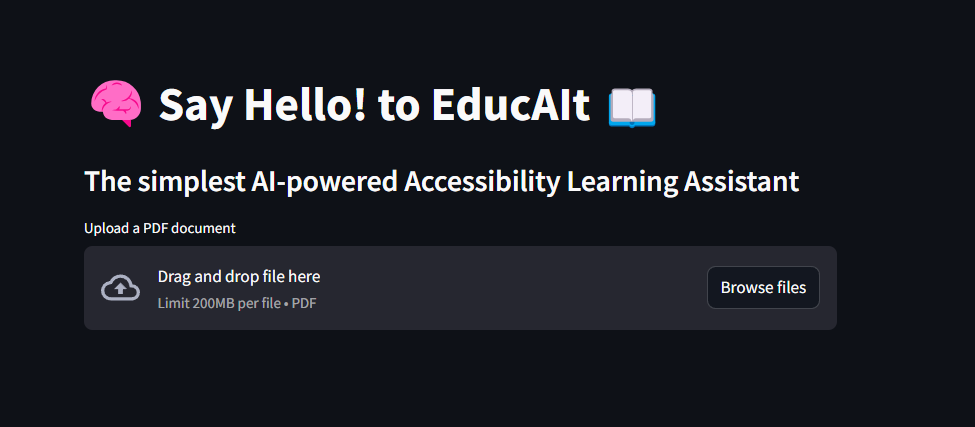 Say Hello! to EducAIt
The simplest AI-powered Accessibility Learning Assistant
Upload a PDF document
Drag and drop file here
Limit 200MB per file • PDF
Browse files